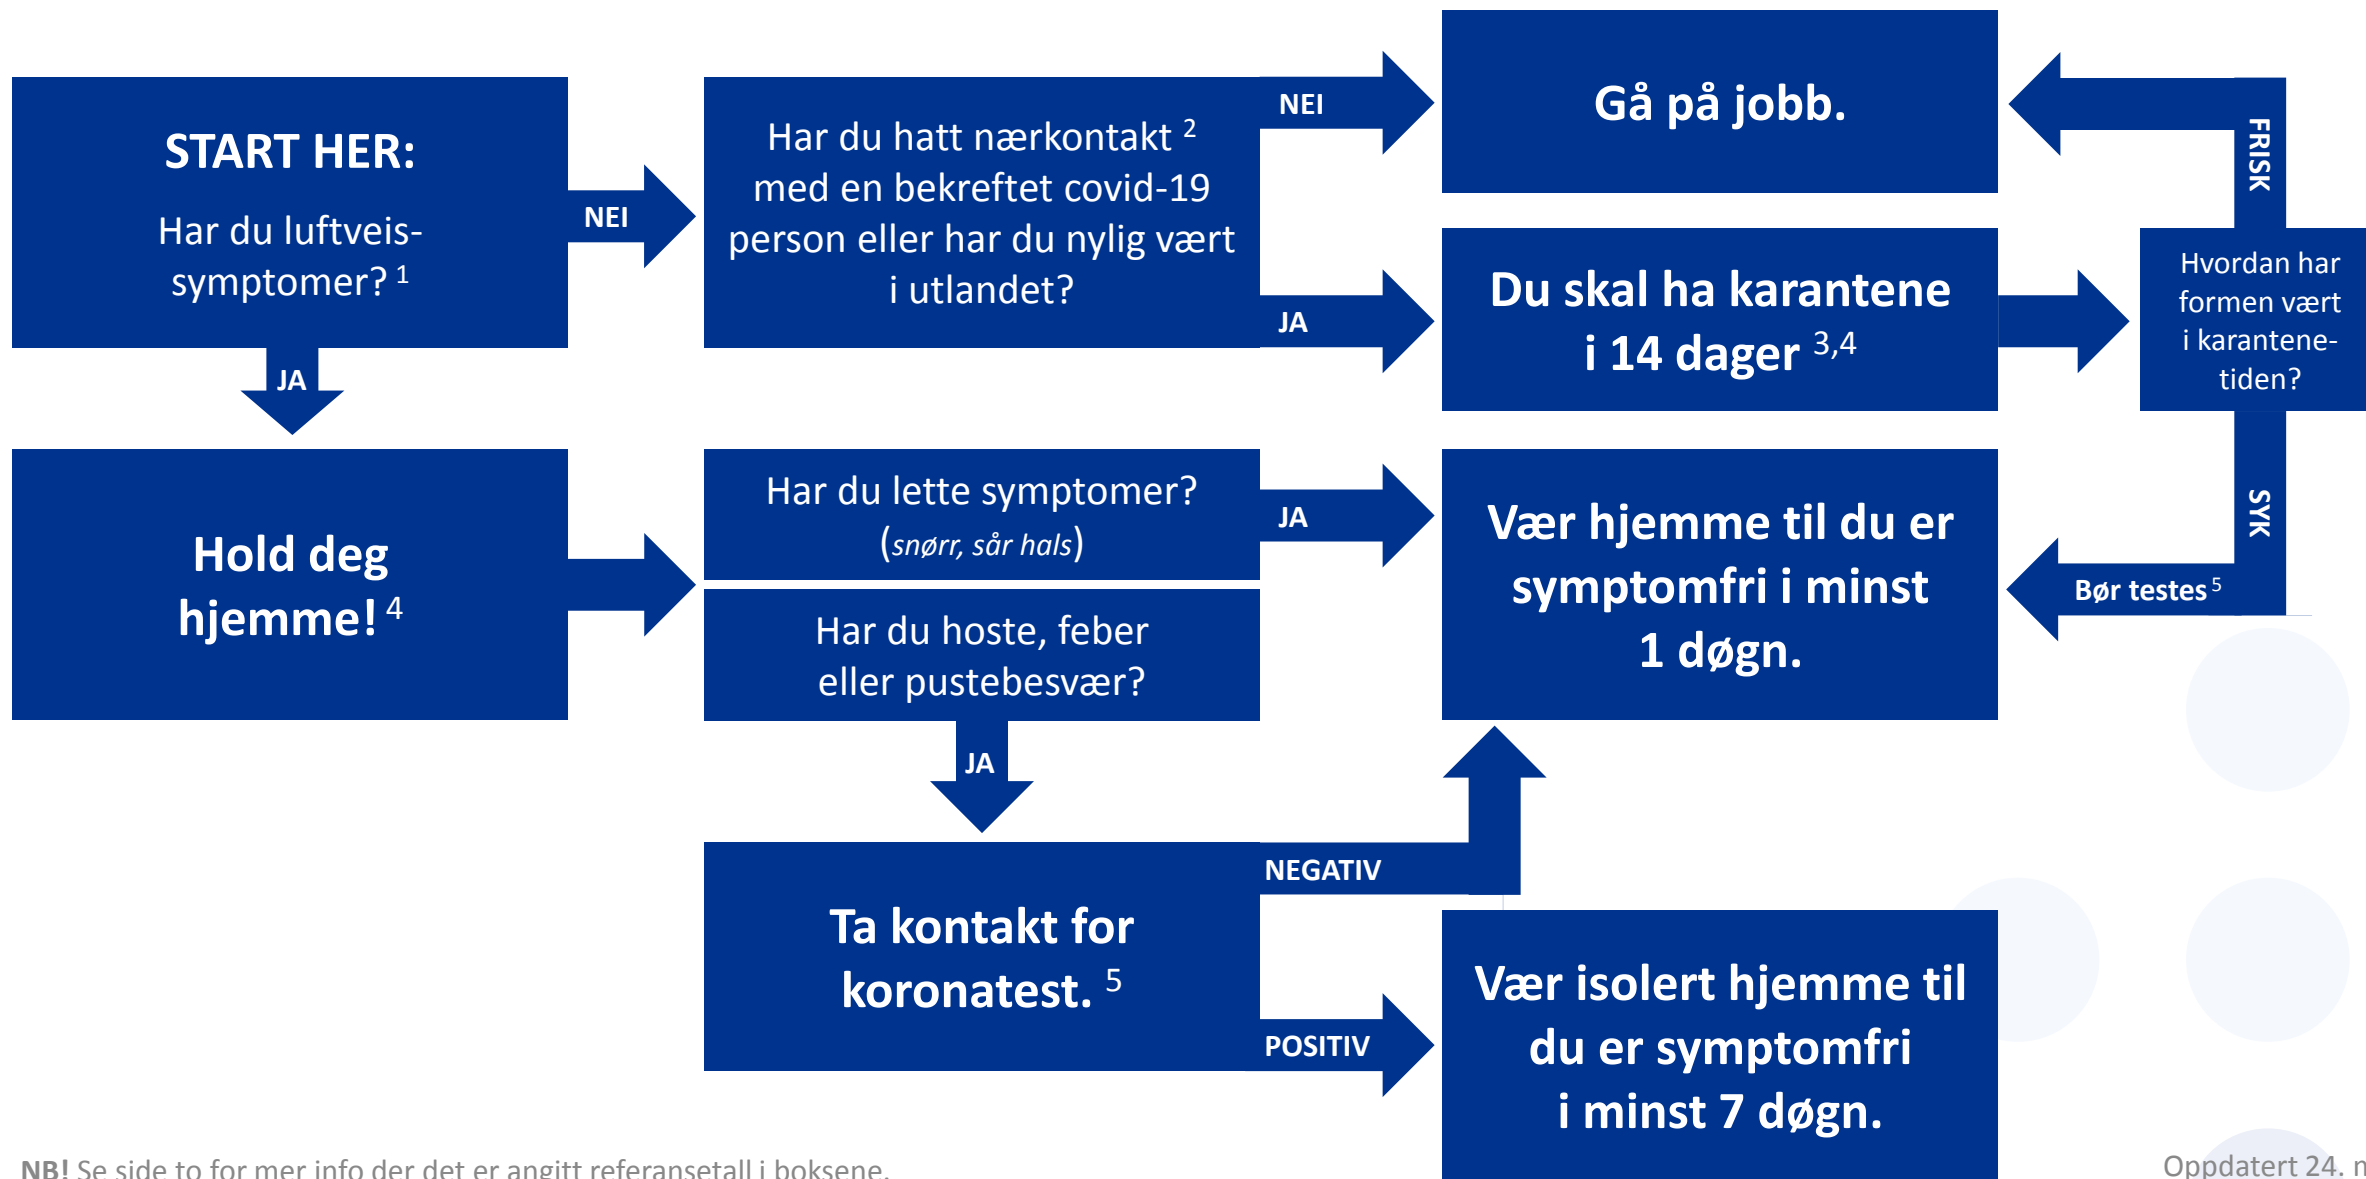 START HER:
Har du luftveis-
symptomer? 1
NEI
JA
Har du hatt nærkontakt 2
med en bekreftet covid-19
person eller har du nylig vært
i utlandet?
NEI
JA
Gå på jobb.
Du skal ha karantene
i 14 dager 3,4
FRISK
Hvordan har
formen vært
i karantene-
tiden?
SYK
Bør testes 5
Hold deg
hjemme! 4
Har du lette symptomer?
(snørr, sår hals)
JA
Har du hoste, feber
eller pustebesvær?
JA
Vær hjemme til du er
symptomfri i minst
1 døgn.
Ta kontakt for
koronatest. 5
NEGATIV
POSITIV
Vær isolert hjemme til
du er symptomfri
i minst 7 døgn.
NB! Se side to for mer info der det er angitt referansetall i boksene.
Oppdatert 24.